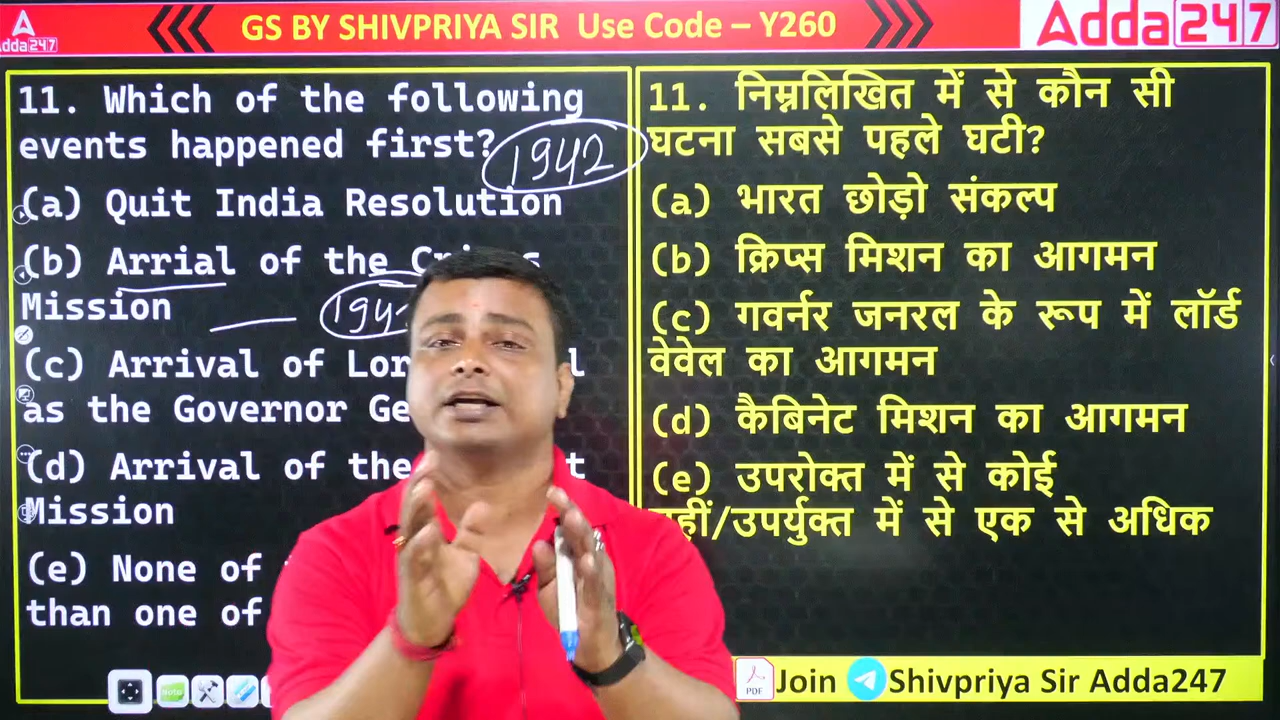 Adda247
GS BY SHIVPRIYA SIR Use Code – Y260
Adda247
11. Which of the following
events happened first?
1942
(a) Quit India Resolution
(b) Arrial of the
Mission
(c) Arrival of
as the Governor
(d) Arrival of the
Mission
(e) None of
than one of
11. निम्नलिखित में से कौन सी
घटना सबसे पहले घटी?
(a) भारत छोड़ो संकल्प
(b) क्रिप्स मिशन का आगमन
(c) गवर्नर जनरल के रूप में लॉर्ड
वेवेल का आगमन
(d) कैबिनेट मिशन का आगमन
(e) उपरोक्त में से कोई
नहीं/उपर्युक्त में से एक से अधिक
PDF
Join Shivpriya Sir Adda247